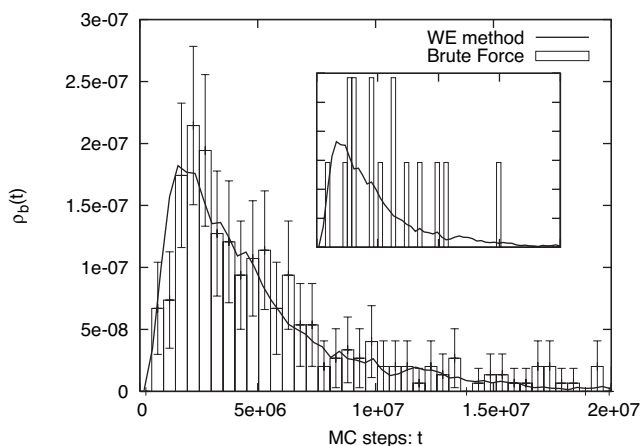 3e-07
WE method
Brute Force
2.5e-07
2e-07
1.5e-07
ρb(t)
1e-07
5e-08
0
0 5e+06 1e+07 1.5e+07 2e+07
MC steps: t